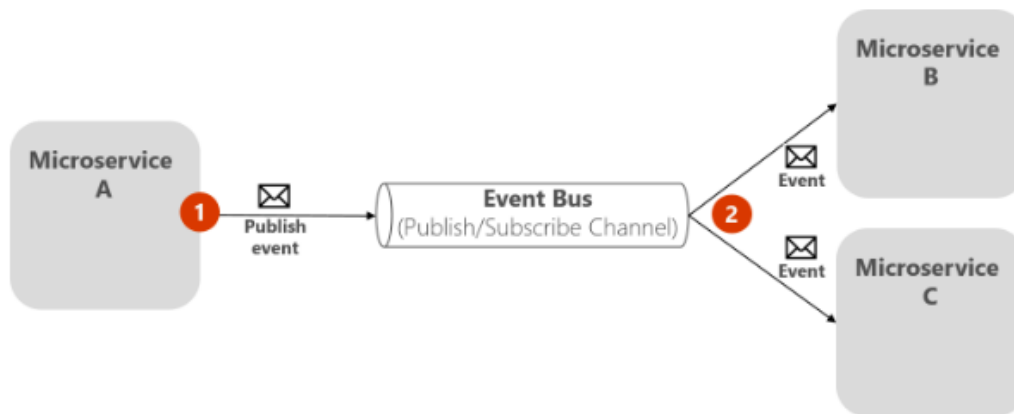 Microservice
A
1
Publish
event
Event Bus
(Publish/Subscribe Channel)
2
Event
Microservice
B
Event
Microservice
C